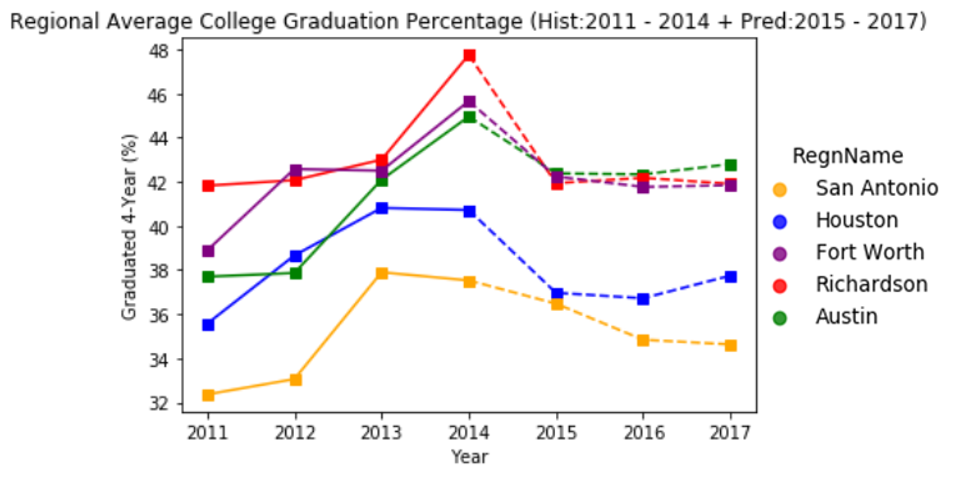 Regional Average College Graduation Percentage (Hist:2011 - 2014 + Pred:2015 - 2017)
48
46
44
42
40
38
36
34
32
Graduated 4-Year (%)
2011 2012 2013 2014 2015 2016 2017
Year
RegnName
San Antonio
Houston
Fort Worth
Richardson
Austin